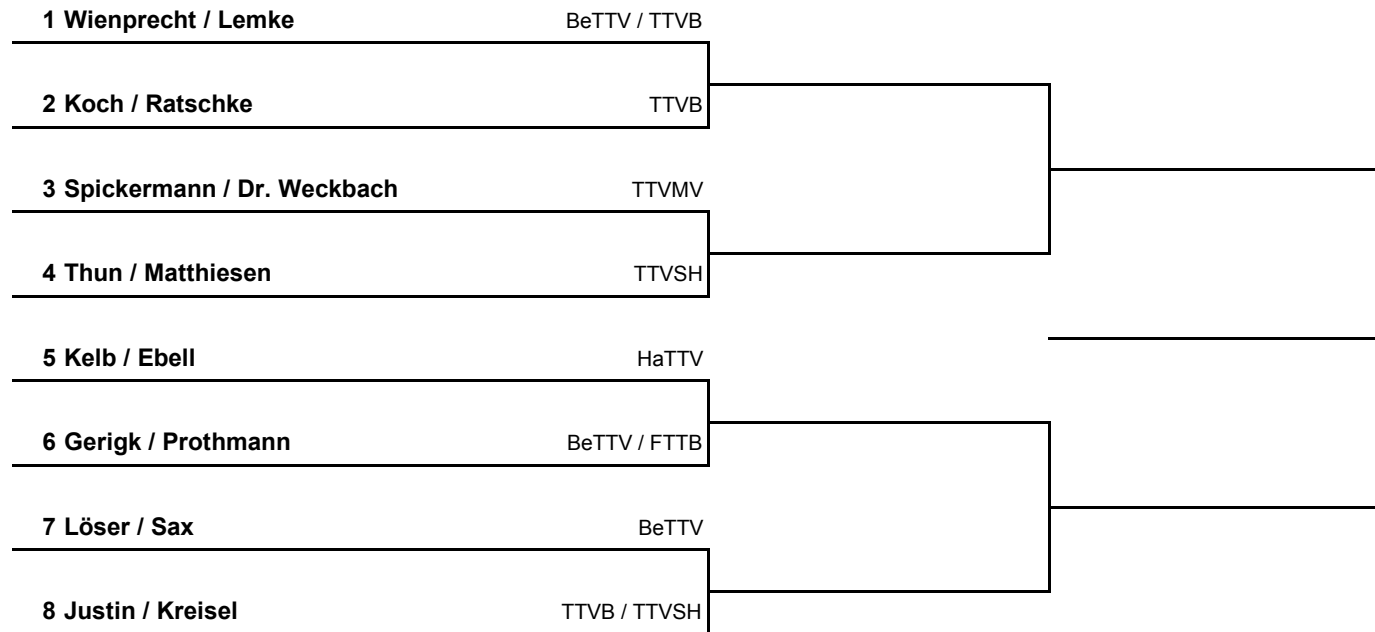 1 Wienprecht / Lemke BeTTV / TTVB
2 Koch / Ratschke TTVB
3 Spickermann / Dr. Weckbach TTVMV
4 Thun / Matthiesen TTVSH
5 Kelb / Ebell HaTTV
6 Gerigk / Prothmann BeTTV / FTTB
7 Löser / Sax BeTTV
8 Justin / Kreisel TTVB / TTVSH